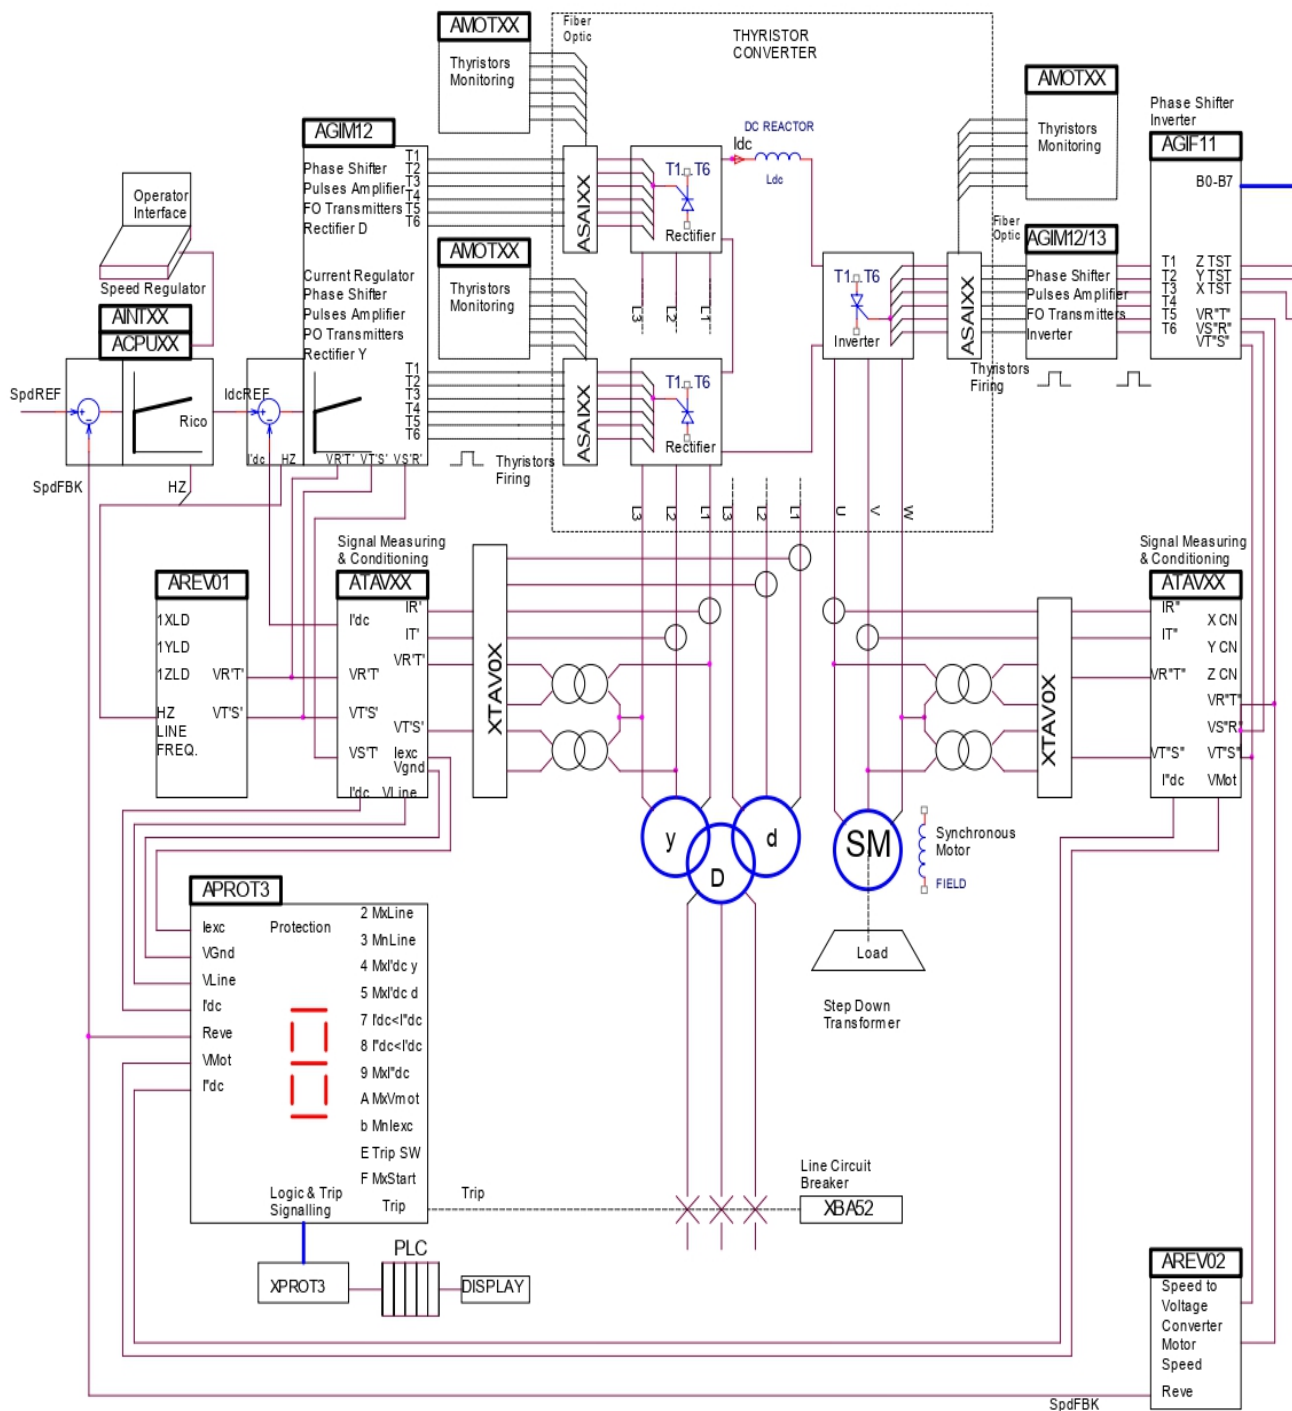 AMOTXX
Thyristors
Monitoring
Fiber
Optic
THYRISTOR
CONVERTER
AMOTXX
Thyristors
Monitoring
Phase Shifter
Inverter
AGIF11
B0-B7
T1 Z TST
T2 Y TST
T3 X TST
T4
T5 VR"T"
T6 VS"R"
VT"S"
AGIM12
Phase Shifter
Pulses Amplifier
FO Transmitters
Rectifier D
T1
T2
T3
T4
T5
T6
Current Regulator
Phase Shifter
Pulses Amplifier
PO Transmitters
Rectifier Y
T1
T2
T3
T4
T5
T6
I'dc HZ VR'T' VT'S' VS'R'
ASAIXX
T1 T6
Rectifier
L3 L2 L1
DC REACTOR
Idc
Ldc
Operator
Interface
Speed Regulator
AINTXX
ACPUXX
SpdREF
Rico
IdcREF
SpdFBK
HZ
AMOTXX
Thyristors
Monitoring
ASAIXX
T1 T6
Rectifier
Thyristors
Firing
T1 T6
Inverter
ASAIXX
Fiber
Optic
AGIM12/13
Phase Shifter
Pulses Amplifier
FO Transmitters
Inverter
Thyristors
Firing
L3 L2 L1 L3 L2 L1 U V W
AREV01
1XLD
1YLD
1ZLD VR'T'
HZ VT'S'
LINE
FREQ.
Signal Measuring
& Conditioning
ATAVXX
IR'
I'dc
IT'
VR'T'
VR'T'
VT'S'
VT'S'
VS'T' Iexc
Vgnd
I'dc VLine
XTAV0X
XTAV0X
Signal Measuring
& Conditioning
ATAVXX
IR"
X CN
IT"
Y CN
VR"T" Z CN
VR"T"
VS"R"
VT"S" VT"S"
I"dc VMot
y
d
D
SM
Synchronous
Motor
FIELD
Load
Step Down
Transformer
APROT3
Iexc
VGnd
VLine
I'dc
Reve
VMot
I"dc
Protection
2 MxLine
3 MnLine
4 MxI'dc y
5 MxI'dc d
7 I'dc<I"dc
8 I"dc<I'dc
9 MxI"dc
A MxVmot
b MnIexc
E Trip SW
F MxStart
Logic & Trip
Signalling
Trip
Trip
Line Circuit
Breaker
XBA52
XPROT3
PLC
DISPLAY
AREV02
Speed to
Voltage
Converter
Motor
Speed
Reve
SpdFBK